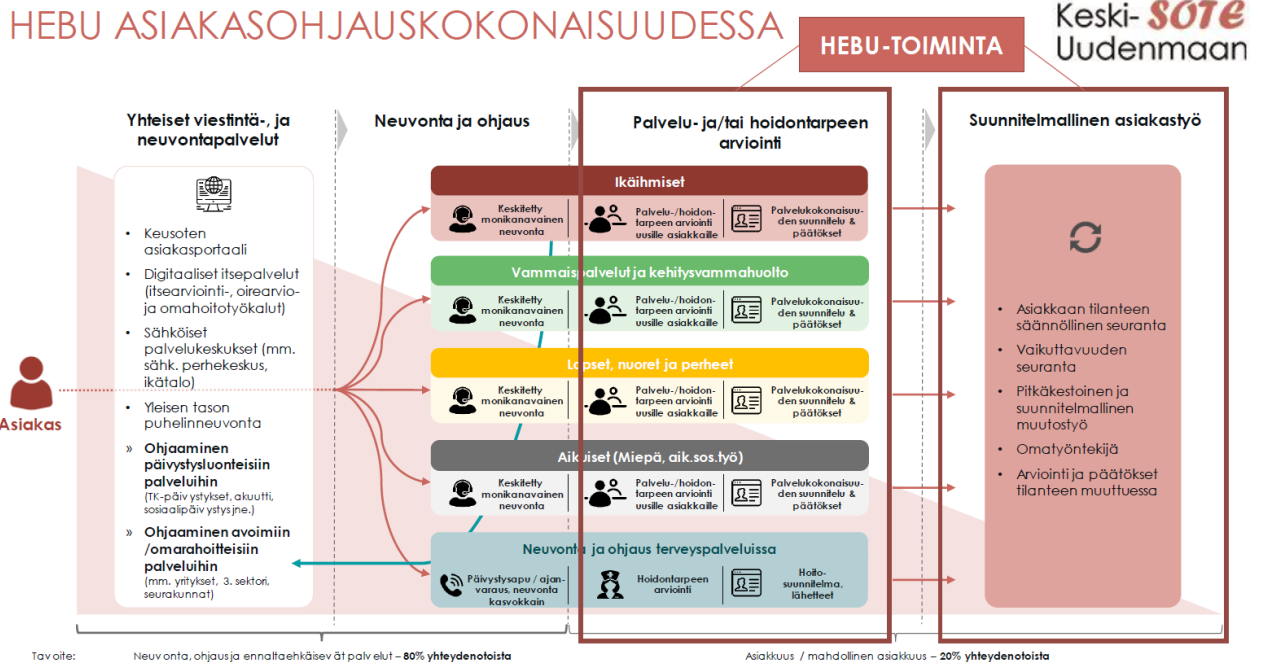 HEBU ASIAKASOHJAUSKOKONAISUUDESSA
HEBU-TOIMINTA
Keski- SOTE
Uudenmaan
Yhteiset viestintä-, ja
neuvontapalvelut
Neuvonta ja ohjaus
Palvelu- ja/tai hoidontarpeen
arviointi
Suunnitelmallinen asiakastyö
Asiakas
• Keusoten
asiakasportaali
• Digitaaliset itsepalvelut
(itsearviointi-, oirearvio-
ja omahoitotyökalut)
• Sähköiset
palvelukeskukset (mm.
sähk. perhekeskus,
ikätalo)
• Yleisen tason
puhelinneuvonta
» Ohjaaminen
päivystysluonteisiin
palveluihin
(TK-päivystykset, akuutti,
sosiaalipäivystys jne.)
» Ohjaaminen avoimiin
/omarahoitteisiin
palveluihin
(mm. yritykset, 3. sektori,
seurakunnat)
Ikäihmiset
Keskitetty
monikanavainen
neuvonta
Palvelu-/hoidon-
tarpeen arviointi
uusille asiakkaille
Palvelukokonaisuu-
den suunnitelu &
päätökset
Vammaispalvelut ja kehitysvammahuolto
Keskitetty
monikanavainen
neuvonta
Palvelu-/hoidon-
tarpeen arviointi
uusille asiakkaille
Palvelukokonaisuu-
den suunnitelu &
päätökset
Lapset, nuoret ja perheet
Keskitetty
monikanavainen
neuvonta
Palvelu-/hoidon-
tarpeen arviointi
uusille asiakkaille
Palvelukokonaisuu-
den suunnitelu &
päätökset
Aikuiset (Miepä, aik.sos.työ)
Keskitetty
monikanavainen
neuvonta
Palvelu-/hoidon-
tarpeen arviointi
uusille asiakkaille
Palvelukokonaisuu-
den suunnitelu &
päätökset
Neuvonta ja ohjaus terveyspalveluissa
Päivystysapu / ajan-
varaus, neuvonta
kasvokkain
Hoidontarpeen
arviointi
Hoito-
suunnitelma,
lähetteet
• Asiakkaan tilanteen
säännöllinen seuranta
• Vaikuttavuuden
seuranta
• Pitkäkestoinen ja
suunnitelmallinen
muutostyö
• Omatyöntekijä
• Arviointi ja päätökset
tilanteen muuttuessa
Tavoite:
Neuvonta, ohjaus ja ennaltaehkäisevät palvelut – 80% yhteydenotoista
Asiakkuus / mahdollinen asiakkuus – 20% yhteydenotoista